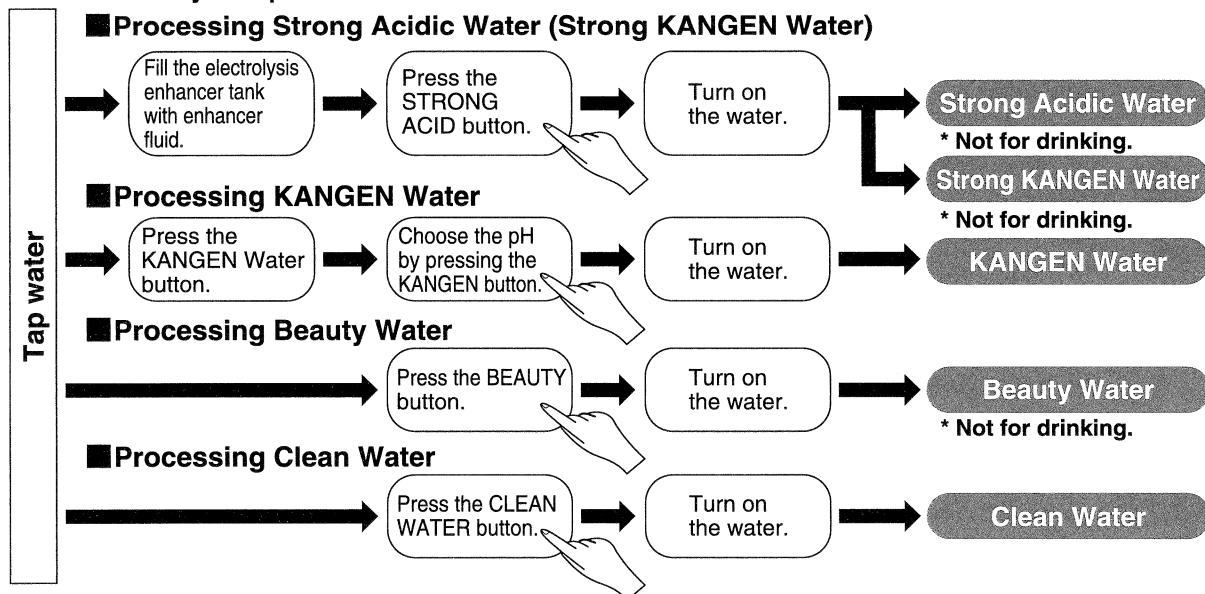 ■Processing Strong Acidic Water (Strong KANGEN Water)
Fill the electrolysis
enhancer tank
with enhancer
fluid.
Press the
STRONG
ACID button.
Turn on
the water.
Strong Acidic Water
* Not for drinking.
Strong KANGEN Water
* Not for drinking.
■Processing KANGEN Water
Press the
KANGEN Water
button.
Choose the pH
by pressing the
KANGEN button.
Turn on
the water.
KANGEN Water
■Processing Beauty Water
Press the BEAUTY
button.
Turn on
the water.
Beauty Water
* Not for drinking.
■Processing Clean Water
Press the CLEAN
WATER button.
Turn on
the water.
Clean Water
Tap water